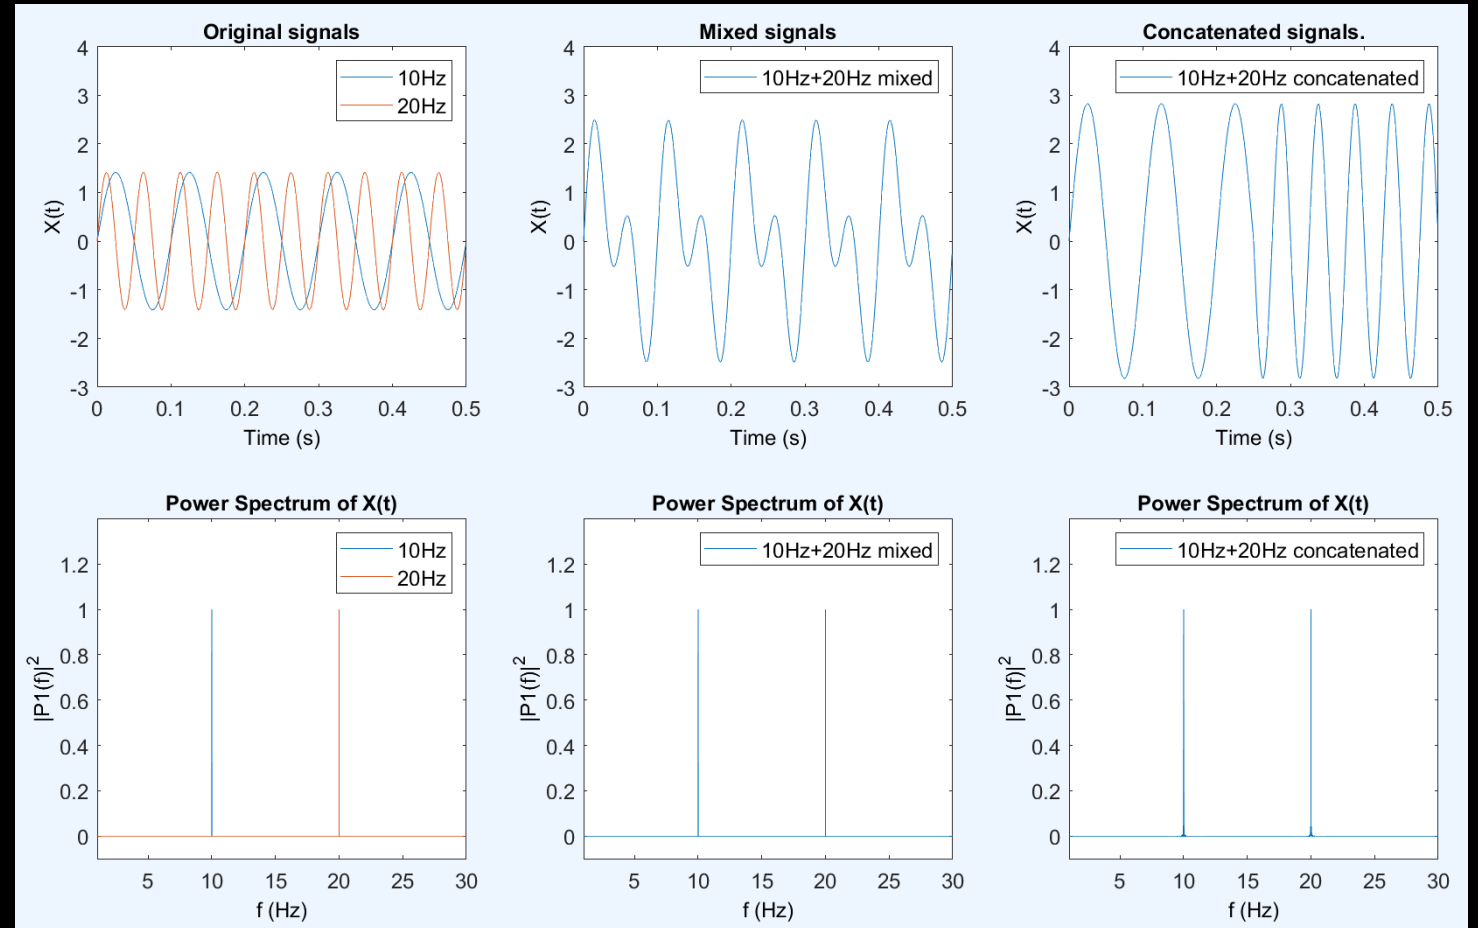 Original signals
4
3
2
1
0
-1
-2
-3
X(t)
10Hz
20Hz
0 0.1 0.2 0.3 0.4 0.5
Time (s)
Mixed signals
4
3
2
1
0
-1
-2
-3
X(t)
10Hz+20Hz mixed
0 0.1 0.2 0.3 0.4 0.5
Time (s)
Concatenated signals.
4
3
2
1
0
-1
-2
-3
X(t)
10Hz+20Hz concatenated
0 0.1 0.2 0.3 0.4 0.5
Time (s)
Power Spectrum of X(t)
1.2
1
0.8
0.6
0.4
0.2
0
|P1(f)|²
10Hz
20Hz
5 10 15 20 25 30
f (Hz)
Power Spectrum of X(t)
1.2
1
0.8
0.6
0.4
0.2
0
|P1(f)|²
10Hz+20Hz mixed
5 10 15 20 25 30
f (Hz)
Power Spectrum of X(t)
1.2
1
0.8
0.6
0.4
0.2
0
|P1(f)|²
10Hz+20Hz concatenated
5 10 15 20 25 30
f (Hz)